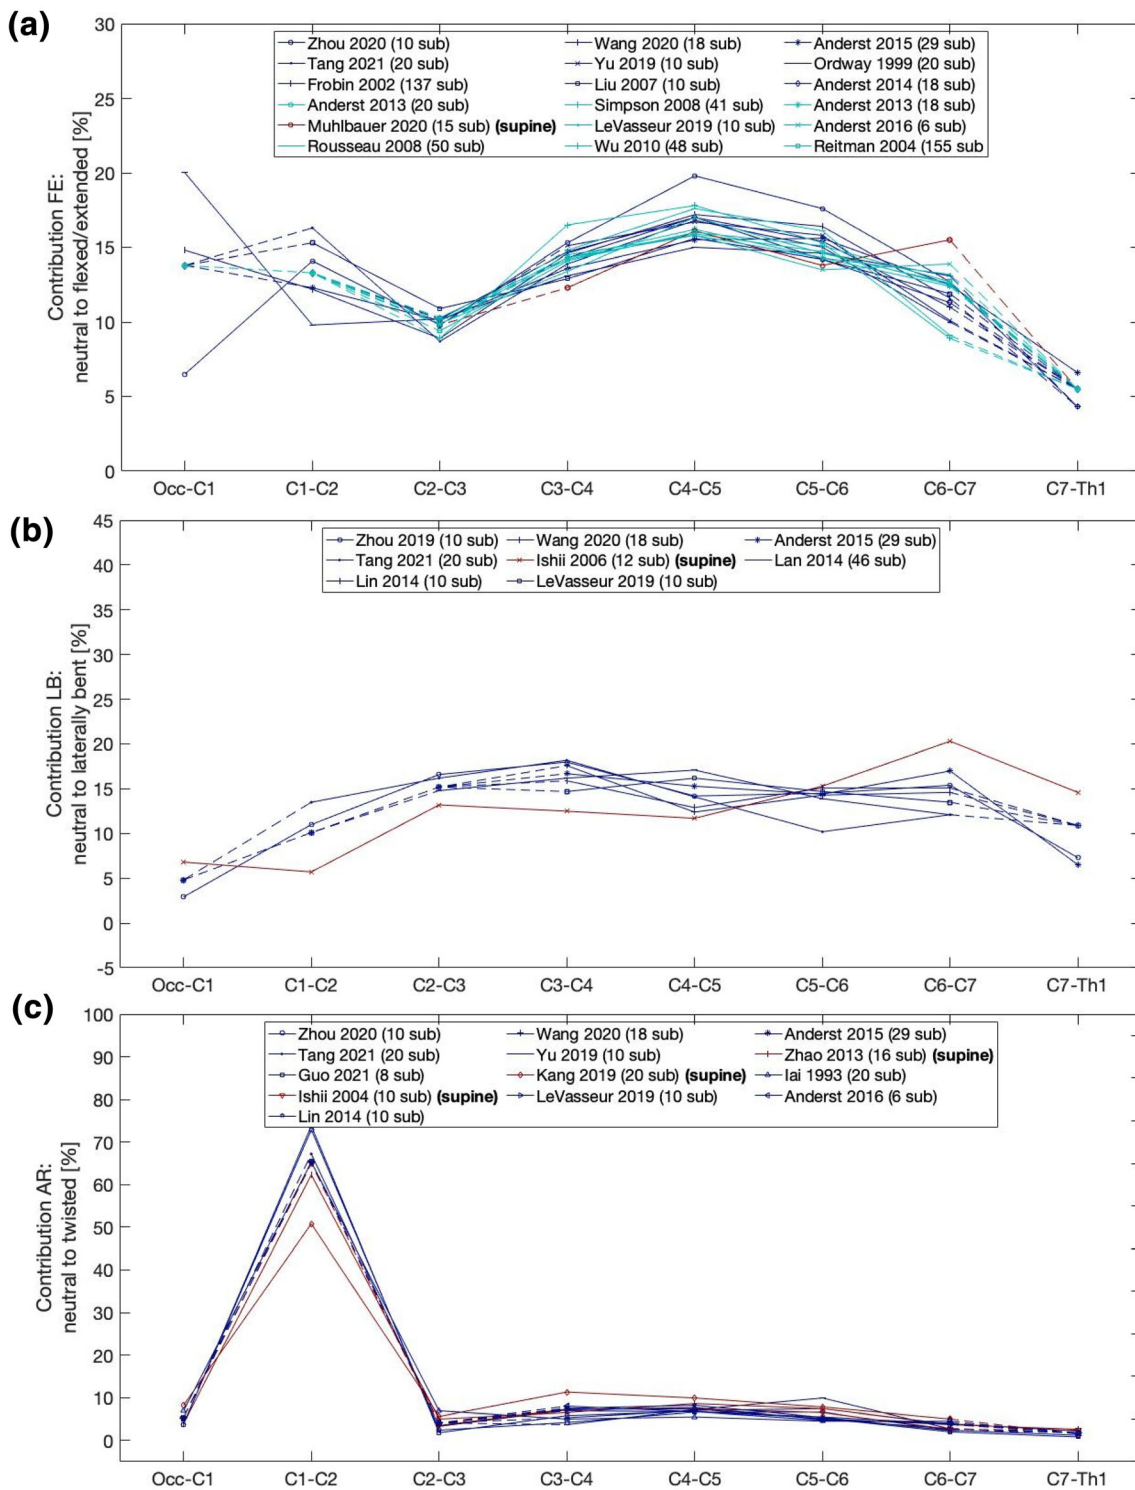 (a)
Contribution FE:
neutral to flexed/extended [%]
30
25
20
15
10
5
0
Zhou 2020 (10 sub) Wang 2020 (18 sub) Anderst 2015 (29 sub)
Tang 2021 (20 sub) Yu 2019 (10 sub) Ordway 1999 (20 sub)
Frobin 2002 (137 sub) Liu 2007 (10 sub) Anderst 2014 (18 sub)
Anderst 2013 (20 sub) Simpson 2008 (41 sub) Anderst 2013 (18 sub)
Muhlbauer 2020 (15 sub) (supine) LeVasseur 2019 (10 sub) Anderst 2016 (6 sub)
Rousseau 2008 (50 sub) Wu 2010 (48 sub) Reitman 2004 (155 sub
Occ-C1 C1-C2 C2-C3 C3-C4 C4-C5 C5-C6 C6-C7 C7-Th1
(b)
Contribution LB:
neutral to laterally bent [%]
45
40
35
30
25
20
15
10
5
0
-5
Zhou 2019 (10 sub) Wang 2020 (18 sub) Anderst 2015 (29 sub)
Tang 2021 (20 sub) Ishii 2006 (12 sub) (supine) Lan 2014 (46 sub)
Lin 2014 (10 sub) LeVasseur 2019 (10 sub)
Occ-C1 C1-C2 C2-C3 C3-C4 C4-C5 C5-C6 C6-C7 C7-Th1
(c)
Contribution AR:
neutral to twisted [%]
100
90
80
70
60
50
40
30
20
10
0
Zhou 2020 (10 sub) Wang 2020 (18 sub) Anderst 2015 (29 sub)
Tang 2021 (20 sub) Yu 2019 (10 sub) Zhao 2013 (16 sub) (supine)
Guo 2021 (8 sub) Kang 2019 (20 sub) (supine) Iai 1993 (20 sub)
Ishii 2004 (10 sub) (supine) LeVasseur 2019 (10 sub) Anderst 2016 (6 sub)
Lin 2014 (10 sub)
Occ-C1 C1-C2 C2-C3 C3-C4 C4-C5 C5-C6 C6-C7 C7-Th1